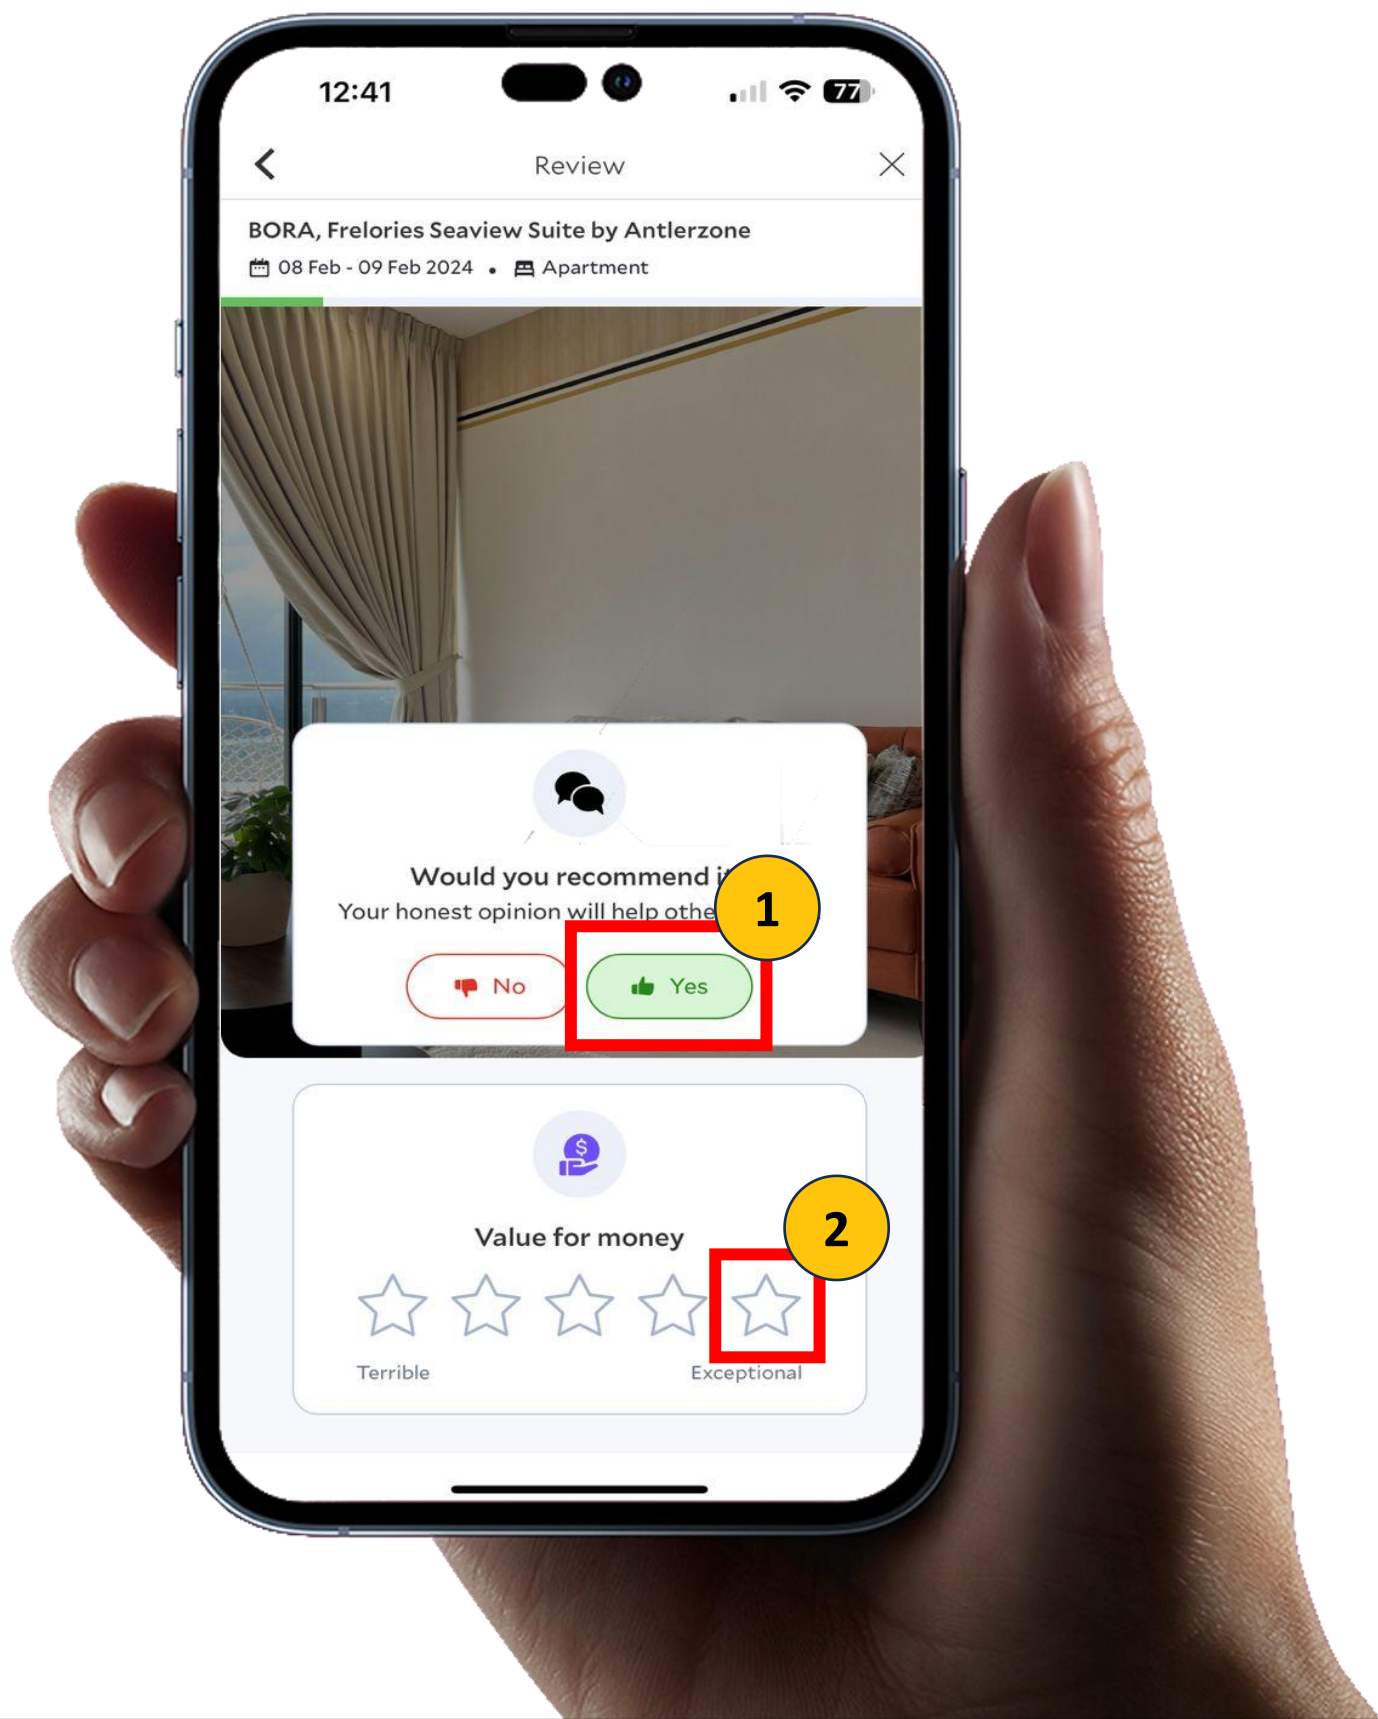 12:41
77
Review
BORA, Frelories Seaview Suite by Antlerzone
08 Feb - 09 Feb 2024 • Apartment
Would you recommend
1
Your honest opinion will help
No
Yes
$
2
Value for money
Terrible
Exceptional